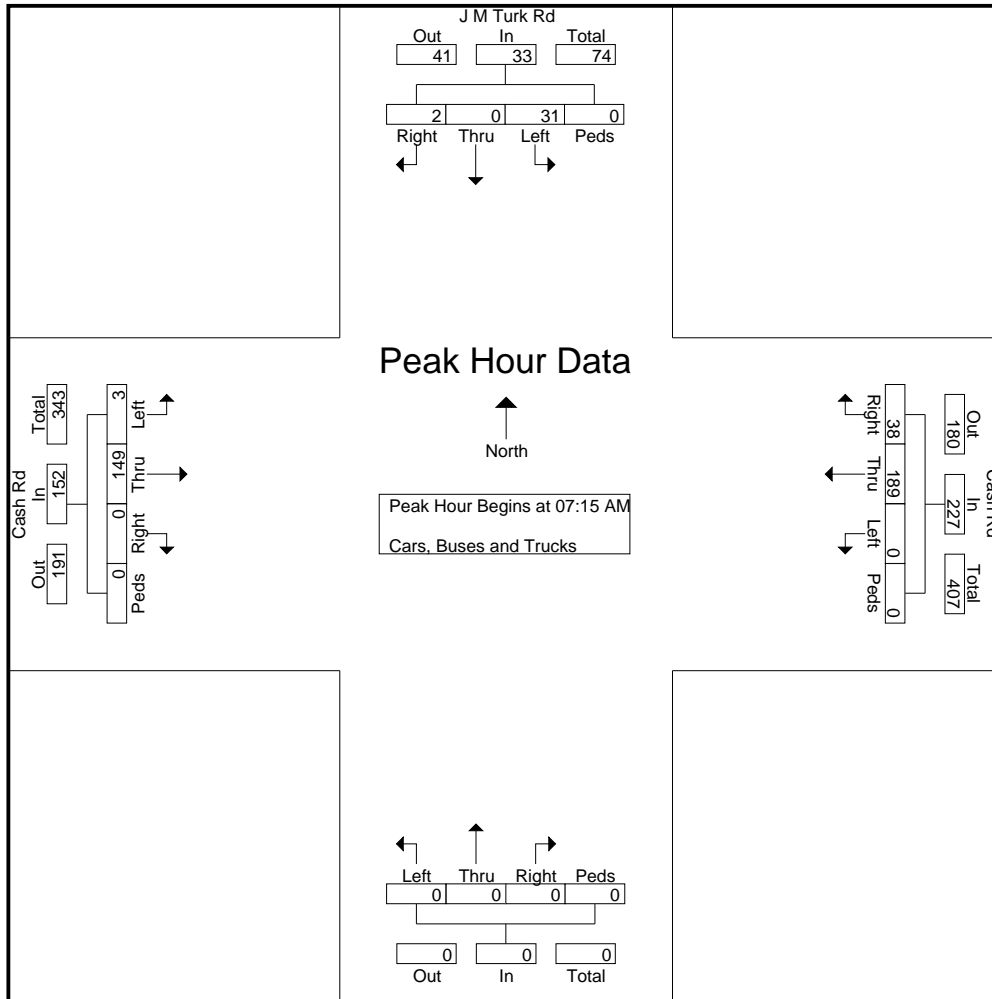 J M Turk Rd
Out In Total
41 33 74
2 0 31 0
Right Thru Left Peds
Peak Hour Data
North
Peak Hour Begins at 07:15 AM
Cars, Buses and Trucks
Cash Rd
Out In Total
191 152 343
Left Thru Right Peds
3 149 0 0
Cash Rd
Out In Total
180 227 407
Right Thru Left Peds
38 189 0 0
Left Thru Right Peds
0 0 0 0
0 0 0
Out In Total